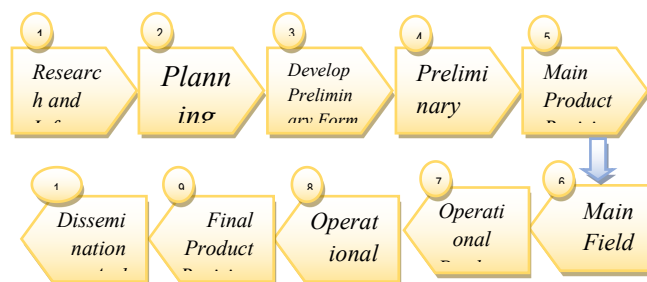 1
Researc
h and
2
Plann
ing
3
Develop
Prelimin
ary Form
4
Prelimi
nary
5
Main
Product
6
Main
Field
7
Operati
onal
8
Operat
ional
9
Final
Product
1
Dissemi
nation